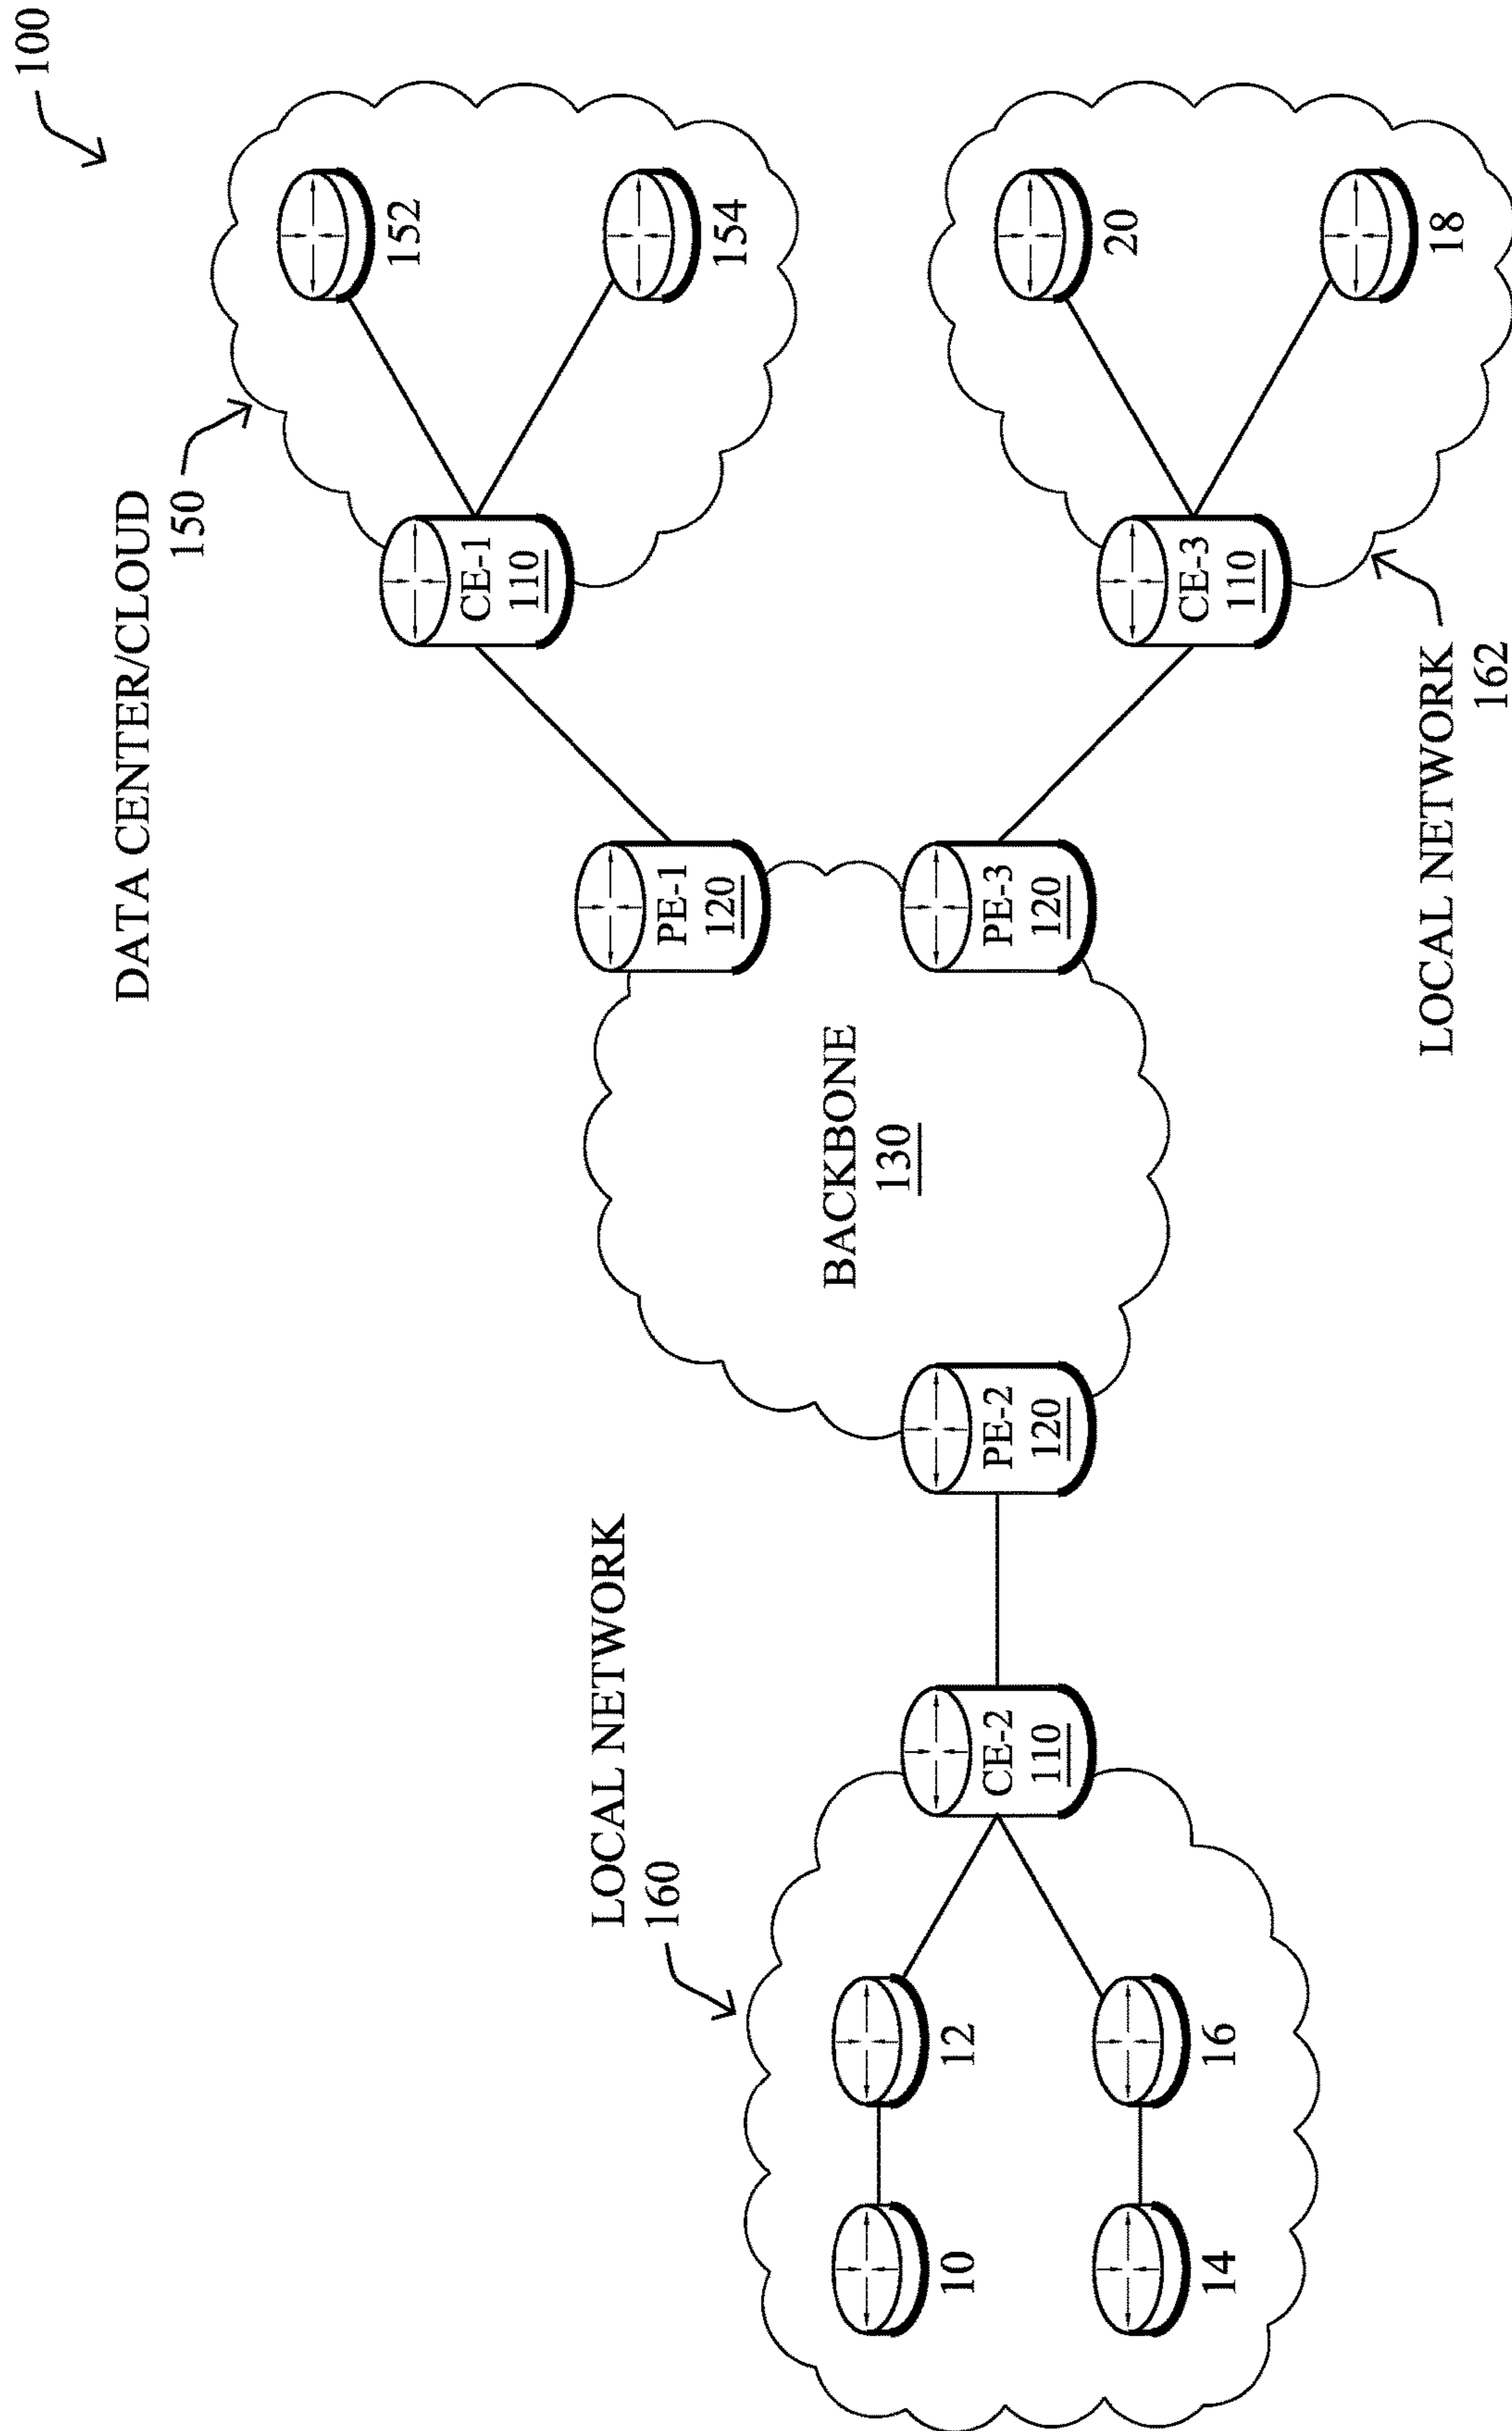 100
DATA CENTER/CLOUD
150
152
154
CE-1
110
PE-1
120
BACKBONE
130
PE-3
120
CE-3
110
20
18
LOCAL NETWORK
162
LOCAL NETWORK
160
PE-2
120
CE-2
110
12
10
16
14